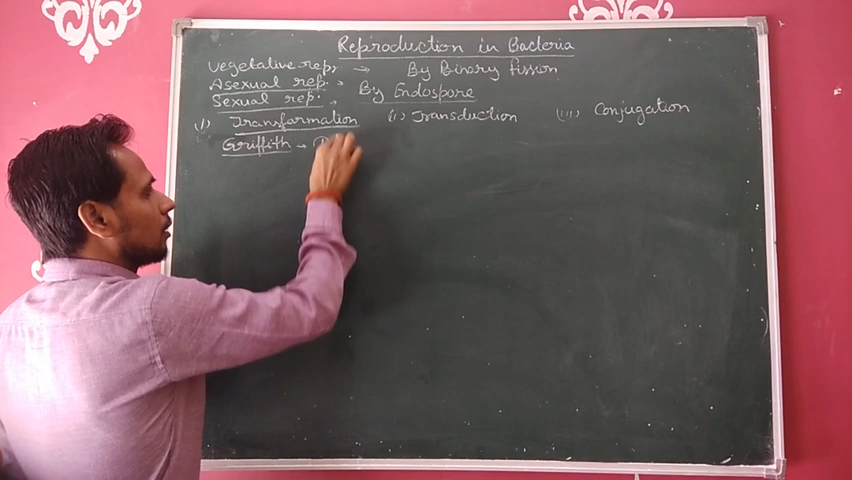 Reproduction in Bacteria
Vegetative rep. → By Binary fission
Asexual rep. → By Endospore
Sexual rep. →
(i) Transformation (ii) Transduction (iii) Conjugation
Griffith →